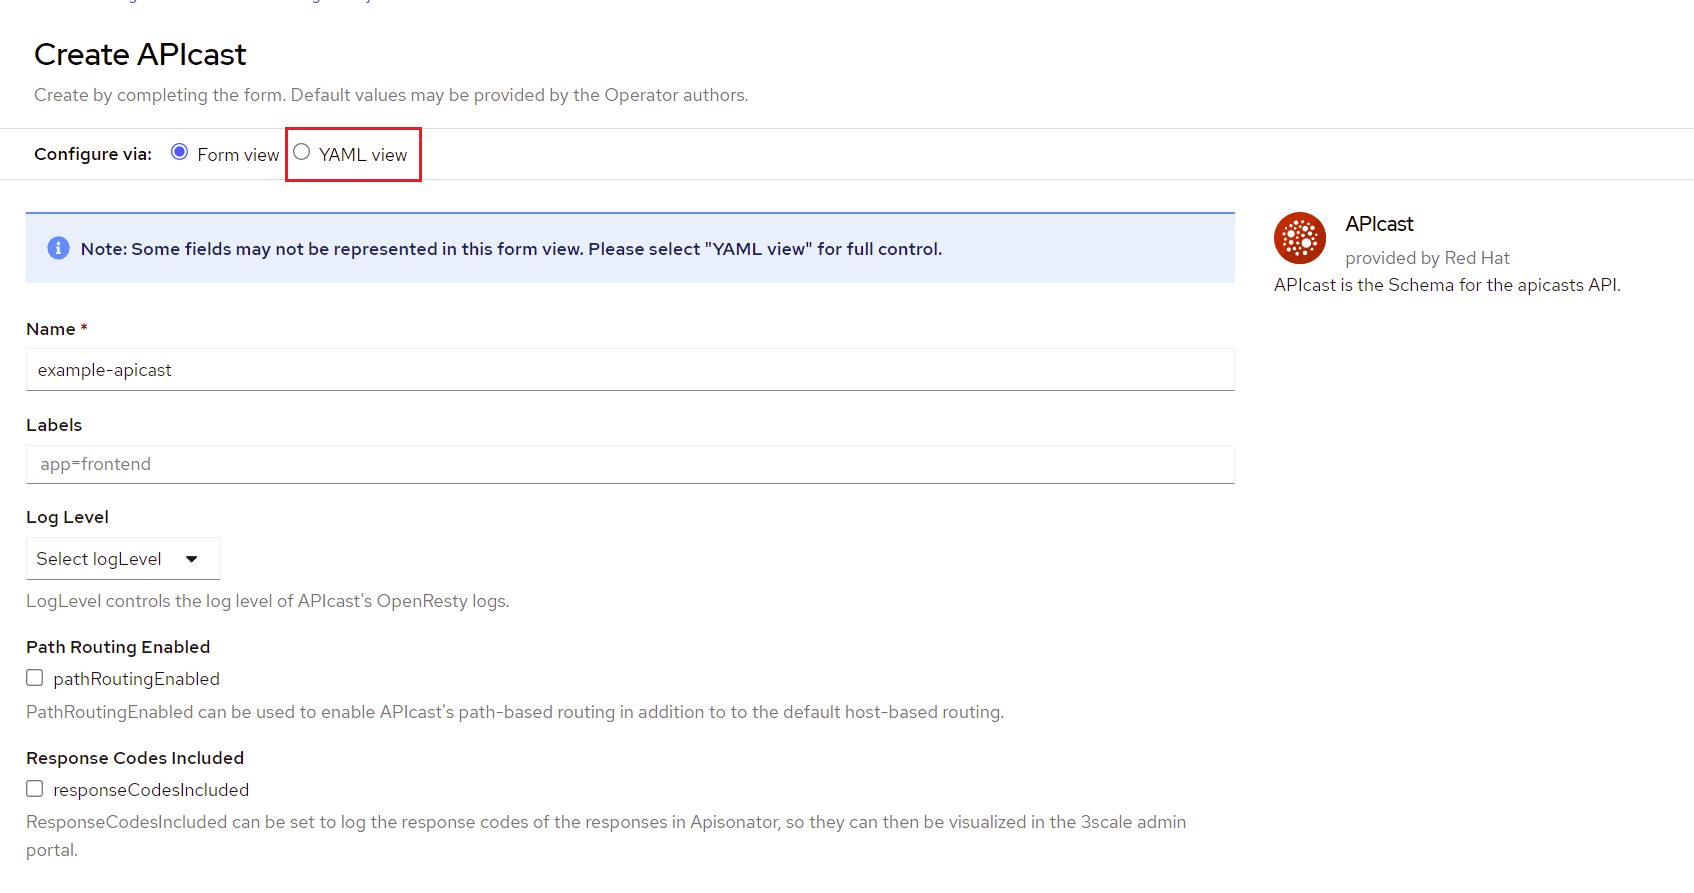 Create APIcast
Create by completing the form. Default values may be provided by the Operator authors.
Configure via: Form view YAML view
Note: Some fields may not be represented in this form view. Please select "YAML view" for full control.
APIcast
provided by Red Hat
APIcast is the Schema for the apicasts API.
Name *
example-apicast
Labels
app=frontend
Log Level
Select logLevel
LogLevel controls the log level of APIcast's OpenResty logs.
Path Routing Enabled
pathRoutingEnabled
PathRoutingEnabled can be used to enable APIcast's path-based routing in addition to to the default host-based routing.
Response Codes Included
responseCodesIncluded
ResponseCodesIncluded can be set to log the response codes of the responses in Apisonator, so they can then be visualized in the 3scale admin
portal.